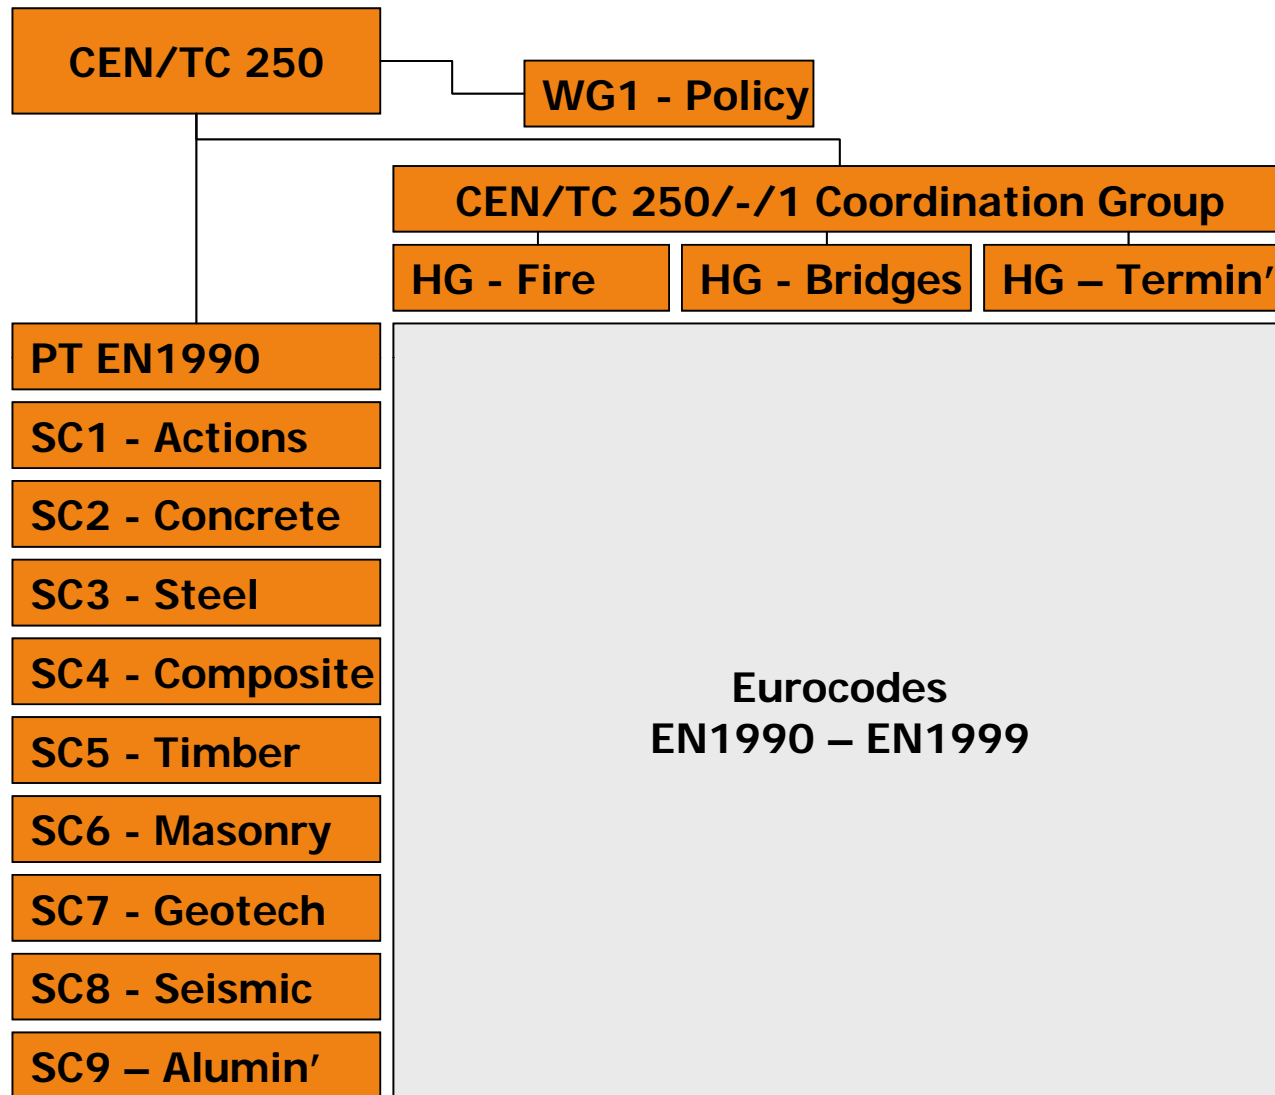 CEN/TC 250
WG1 - Policy
CEN/TC 250/-/1 Coordination Group
HG - Fire
HG - Bridges
HG – Termin’
PT EN1990
SC1 - Actions
SC2 - Concrete
SC3 - Steel
SC4 - Composite
SC5 - Timber
SC6 - Masonry
SC7 - Geotech
SC8 - Seismic
SC9 – Alumin’
Eurocodes
EN1990 – EN1999